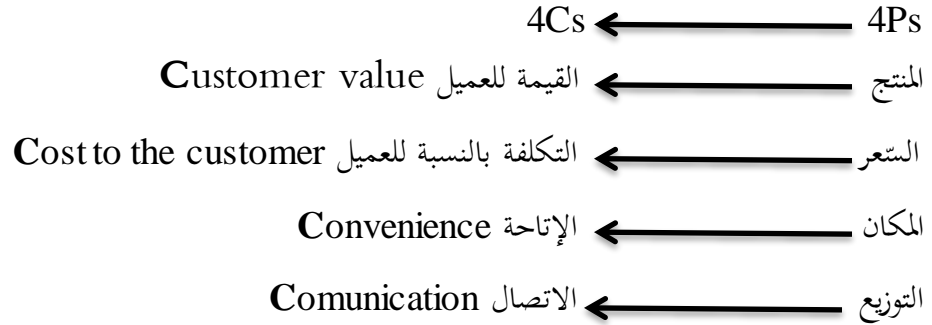 4Ps 4Cs
المنتج القيمة للعميل Customer value
السّعر التكلفة بالنسبة للعميل Cost to the customer
المكان الإتاحة Convenience
التوزيع الاتصال Comunication